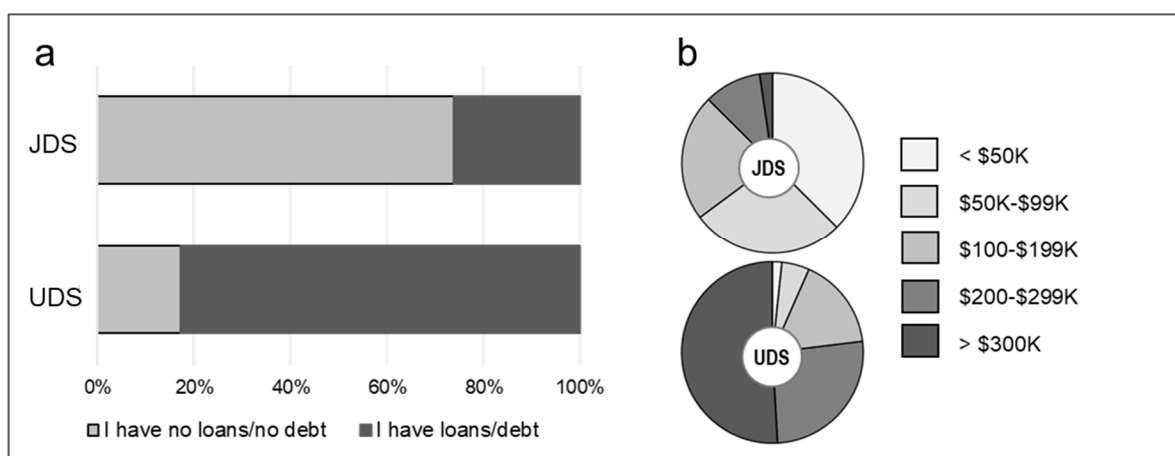 a
JDS
UDS
0% 20% 40% 60% 80% 100%
I have no loans/no debt I have loans/debt
b
JDS
UDS
< $50K
$50K-$99K
$100-$199K
$200-$299K
> $300K